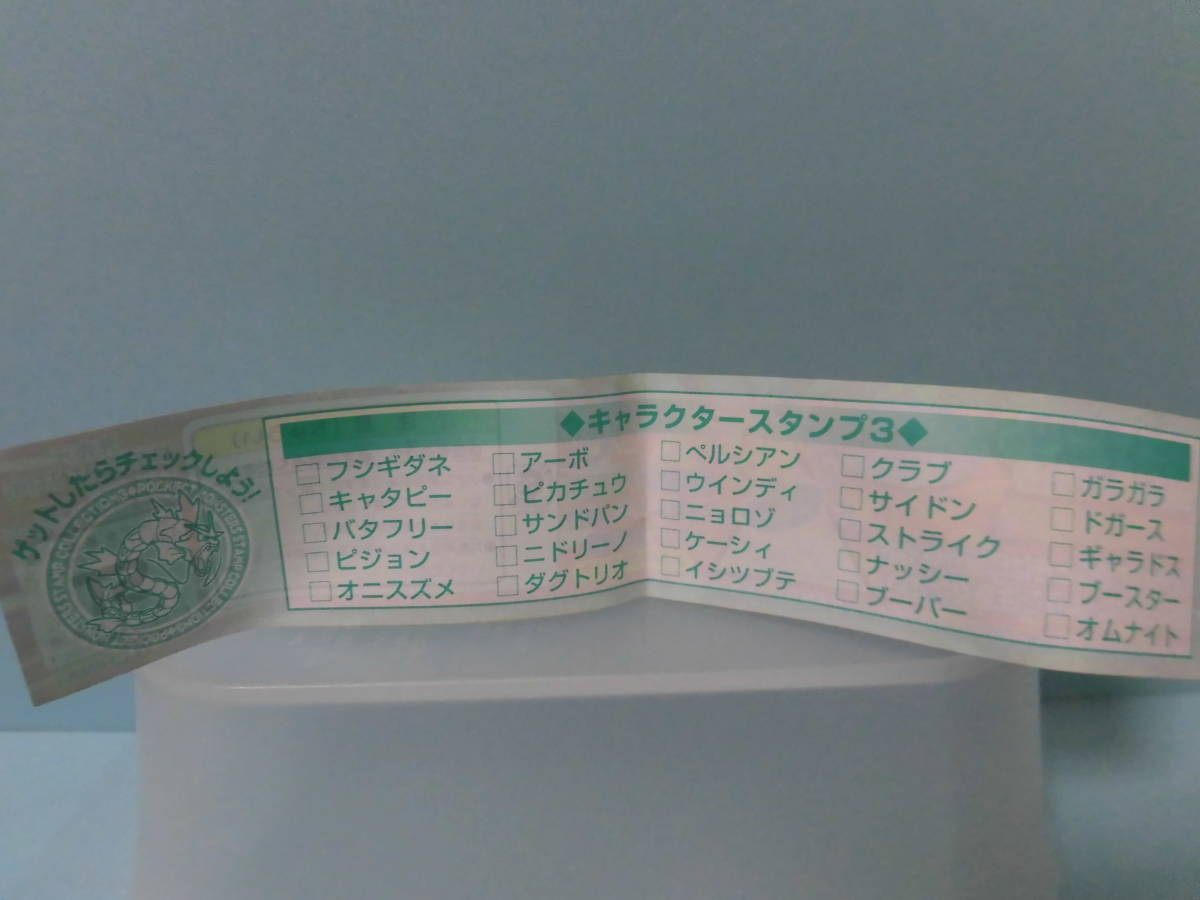 ゲットしたらチェックしよう!
◆キャラクタースタンプ3◆
□フシギダネ
□キャタピー
□バタフリー
□ピジョン
□オニスズメ
□アーボ
□ピカチュウ
□サンドパン
□ニドリーノ
□ダグトリオ
□ペルシアン
□ウインディ
□ニョロゾ
□ケーシィ
□イシツブテ
□クラブ
□サイドン
□ストライク
□ナッシー
□ブーバー
□ガラガラ
□ドガース
□ギャラドス
□ブースター
□オムナイト